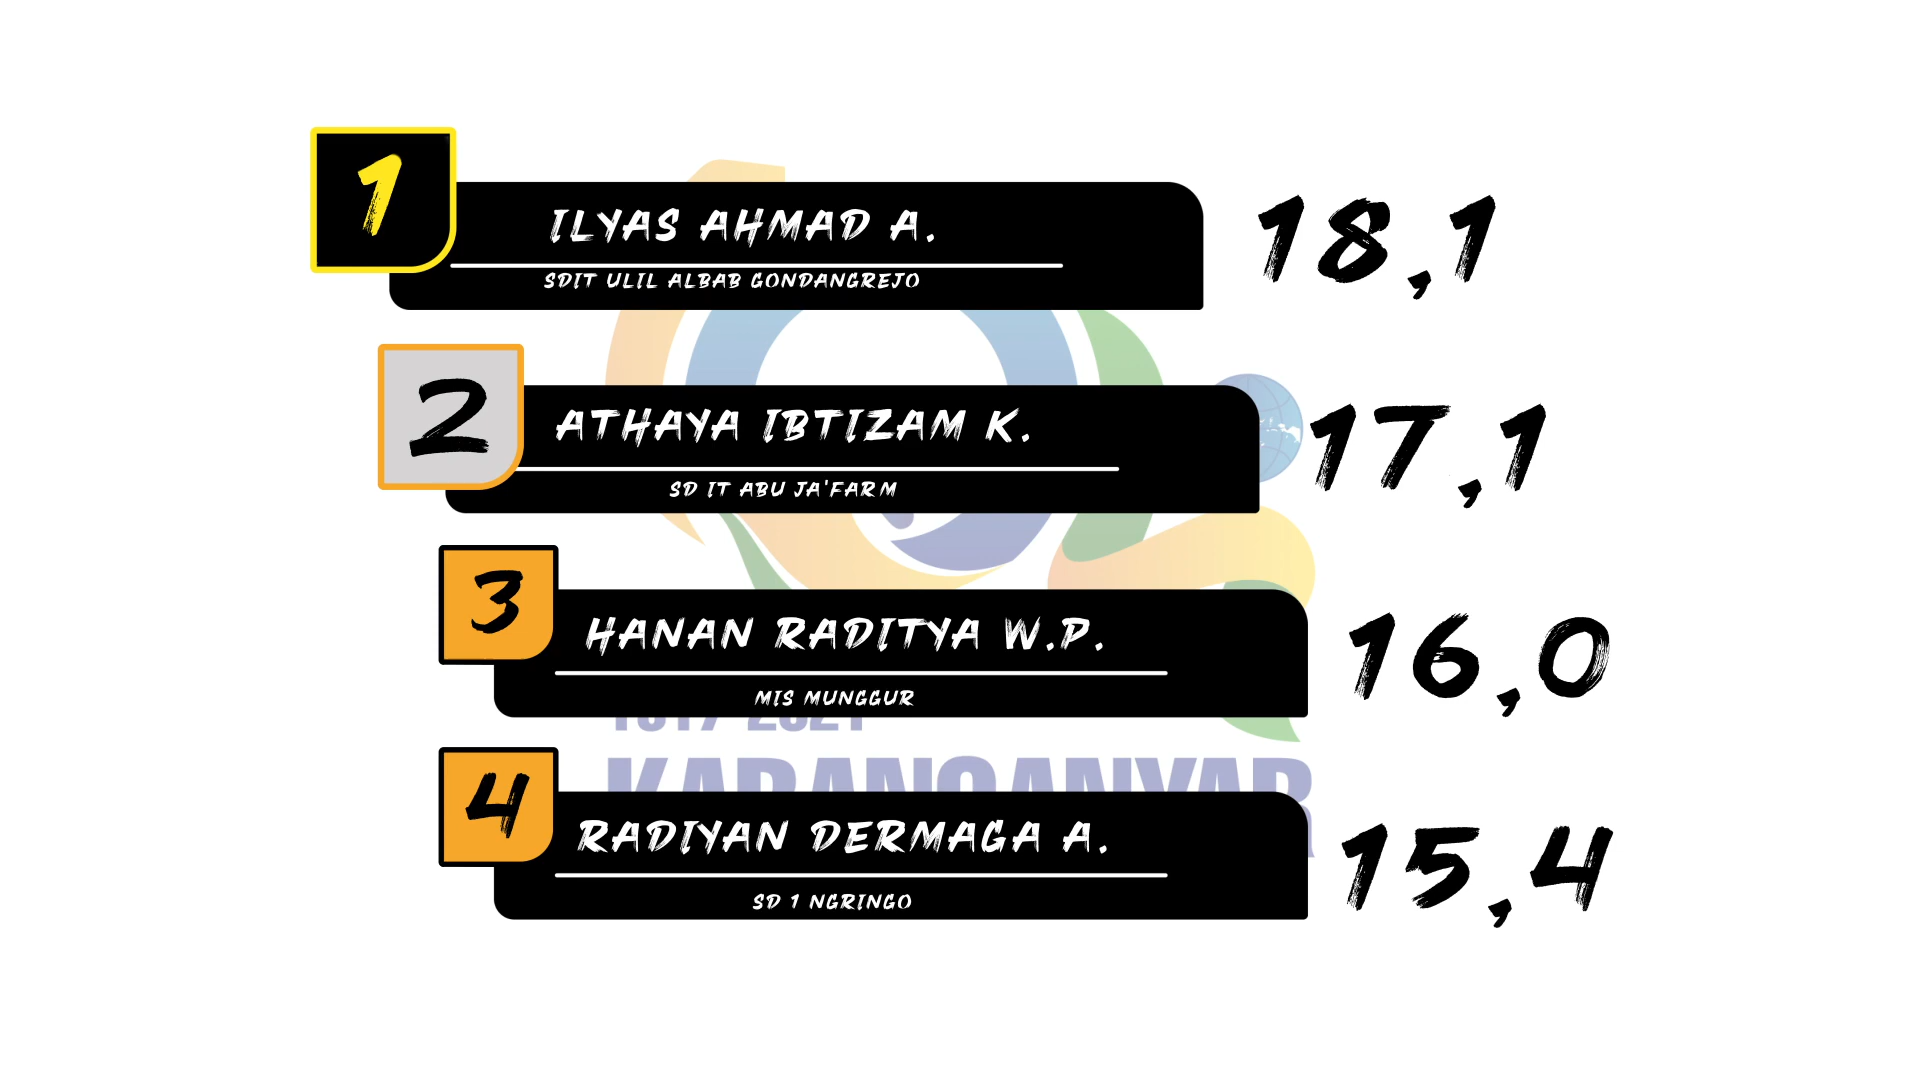 1
ILYAS AHMAD A.
SDIT ULIL ALBAB GONDANGREJO
18,1
2
ATHAYA IBTIZAM K.
SD IT ABU JA'FARM
17,1
3
HANAN RADITYA W.P.
MIS MUNGGUR
16,0
4
RADIYAN DERMAGA A.
SD 1 NGRINGO
15,4
KARANGANYAR